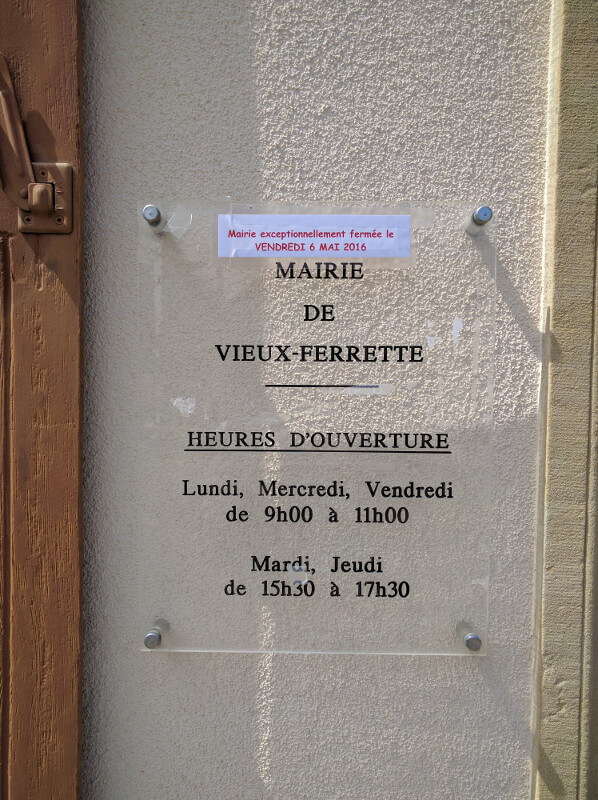 Mairie exceptionnellement fermée le
VENDREDI 6 MAI 2016
MAIRIE
DE
VIEUX-FERRETTE
HEURES D'OUVERTURE
Lundi, Mercredi, Vendredi
de 9h00 à 11h00
Mardi, Jeudi
de 15h30 à 17h30